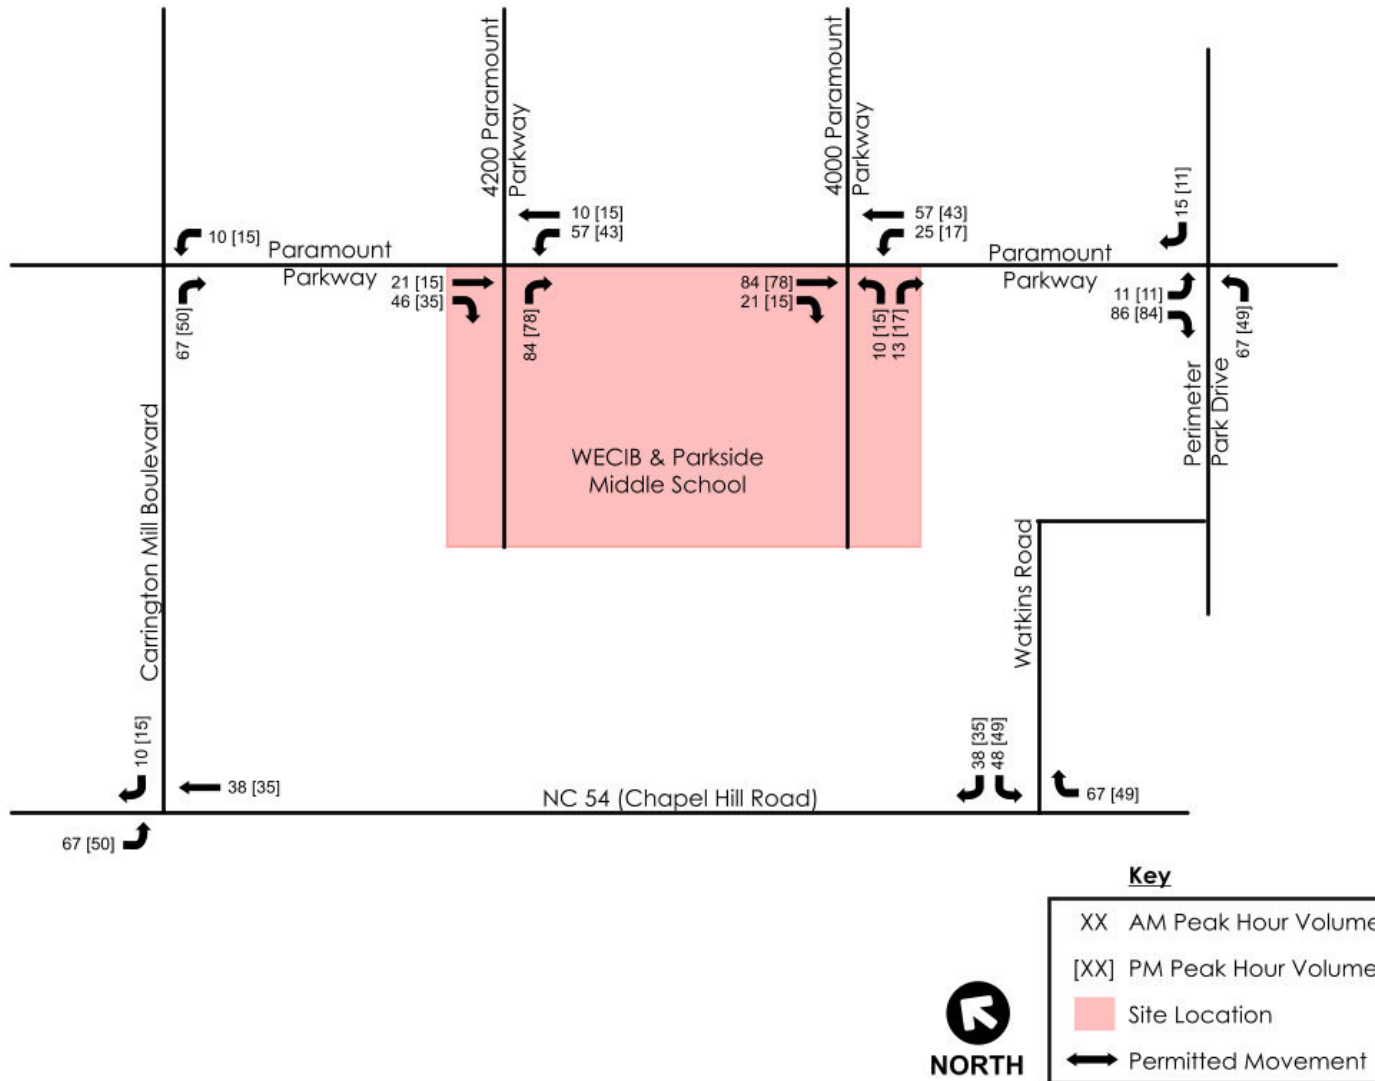 4200 Paramount
Parkway
4000 Paramount
Parkway
10 [15]
57 [43]
57 [43]
25 [17]
15 [11]
10 [15]
Paramount
Parkway
Paramount
Parkway
67 [50]
21 [15]
46 [35]
84 [78]
84 [78]
21 [15]
10 [15]
13 [17]
11 [11]
86 [84]
67 [49]
Perimeter
Park Drive
WECIB & Parkside
Middle School
Carrington Mill Boulevard
Watkins Road
10 [15]
38 [35]
38 [35]
48 [49]
67 [49]
NC 54 (Chapel Hill Road)
67 [50]
Key
XX AM Peak Hour Volume
[XX] PM Peak Hour Volume
Site Location
Permitted Movement
NORTH